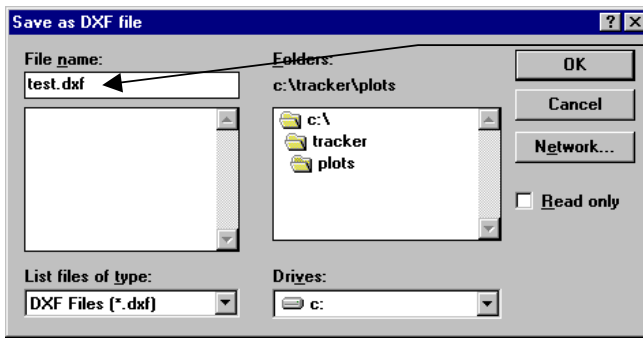 Save as DXF file
File name:
test.dxf
Folders:
c:\tracker\plots
c:\
tracker
plots
OK
Cancel
Network...
Read only
List files of type:
DXF Files (*.dxf)
Drives:
c: